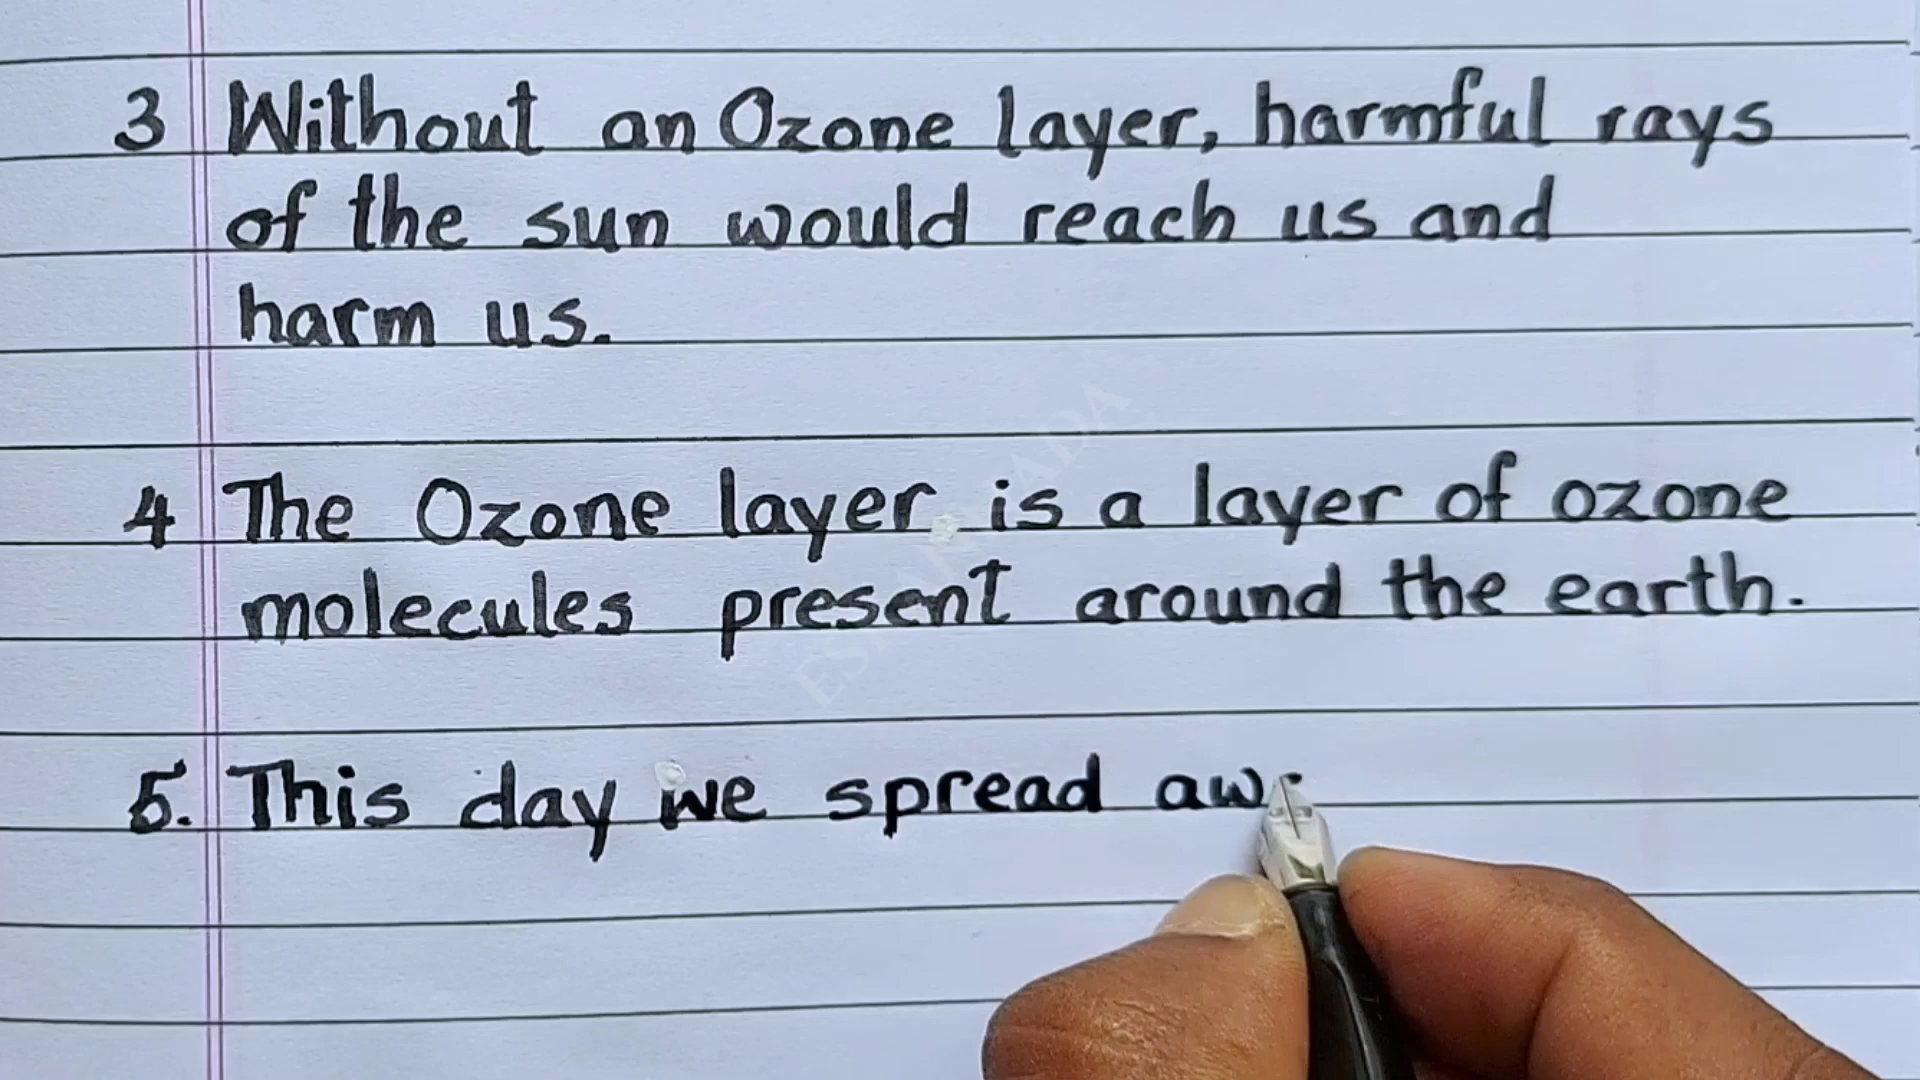 3 Without an Ozone layer, harmful rays
of the sun would reach us and
harm us.
4 The Ozone layer is a layer of ozone
molecules present around the earth.
5. This day we spread aw